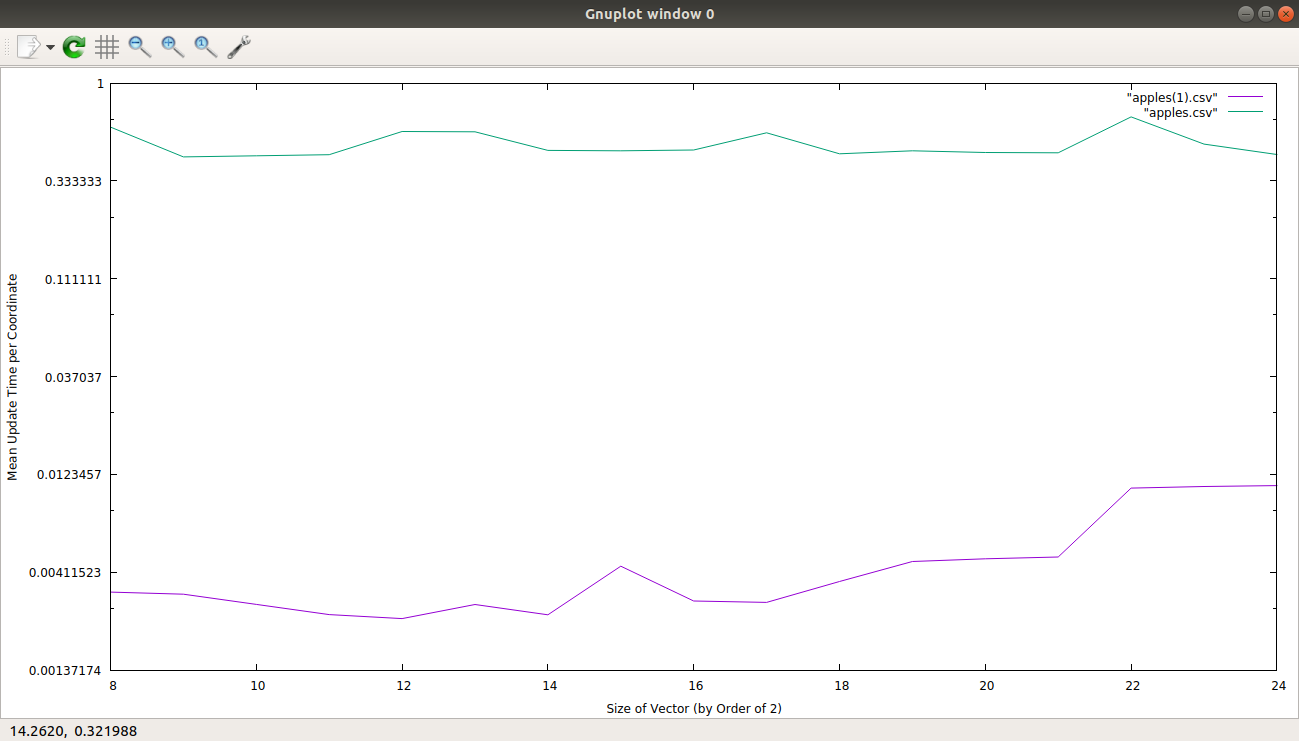 Gnuplot window 0
1
"apples(1).csv"
"apples.csv"
0.333333
0.111111
0.037037
0.0123457
0.00411523
0.00137174
Mean Update Time per Coordinate
8 10 12 14 16 18 20 22 24
Size of Vector (by Order of 2)
14.2620, 0.321988